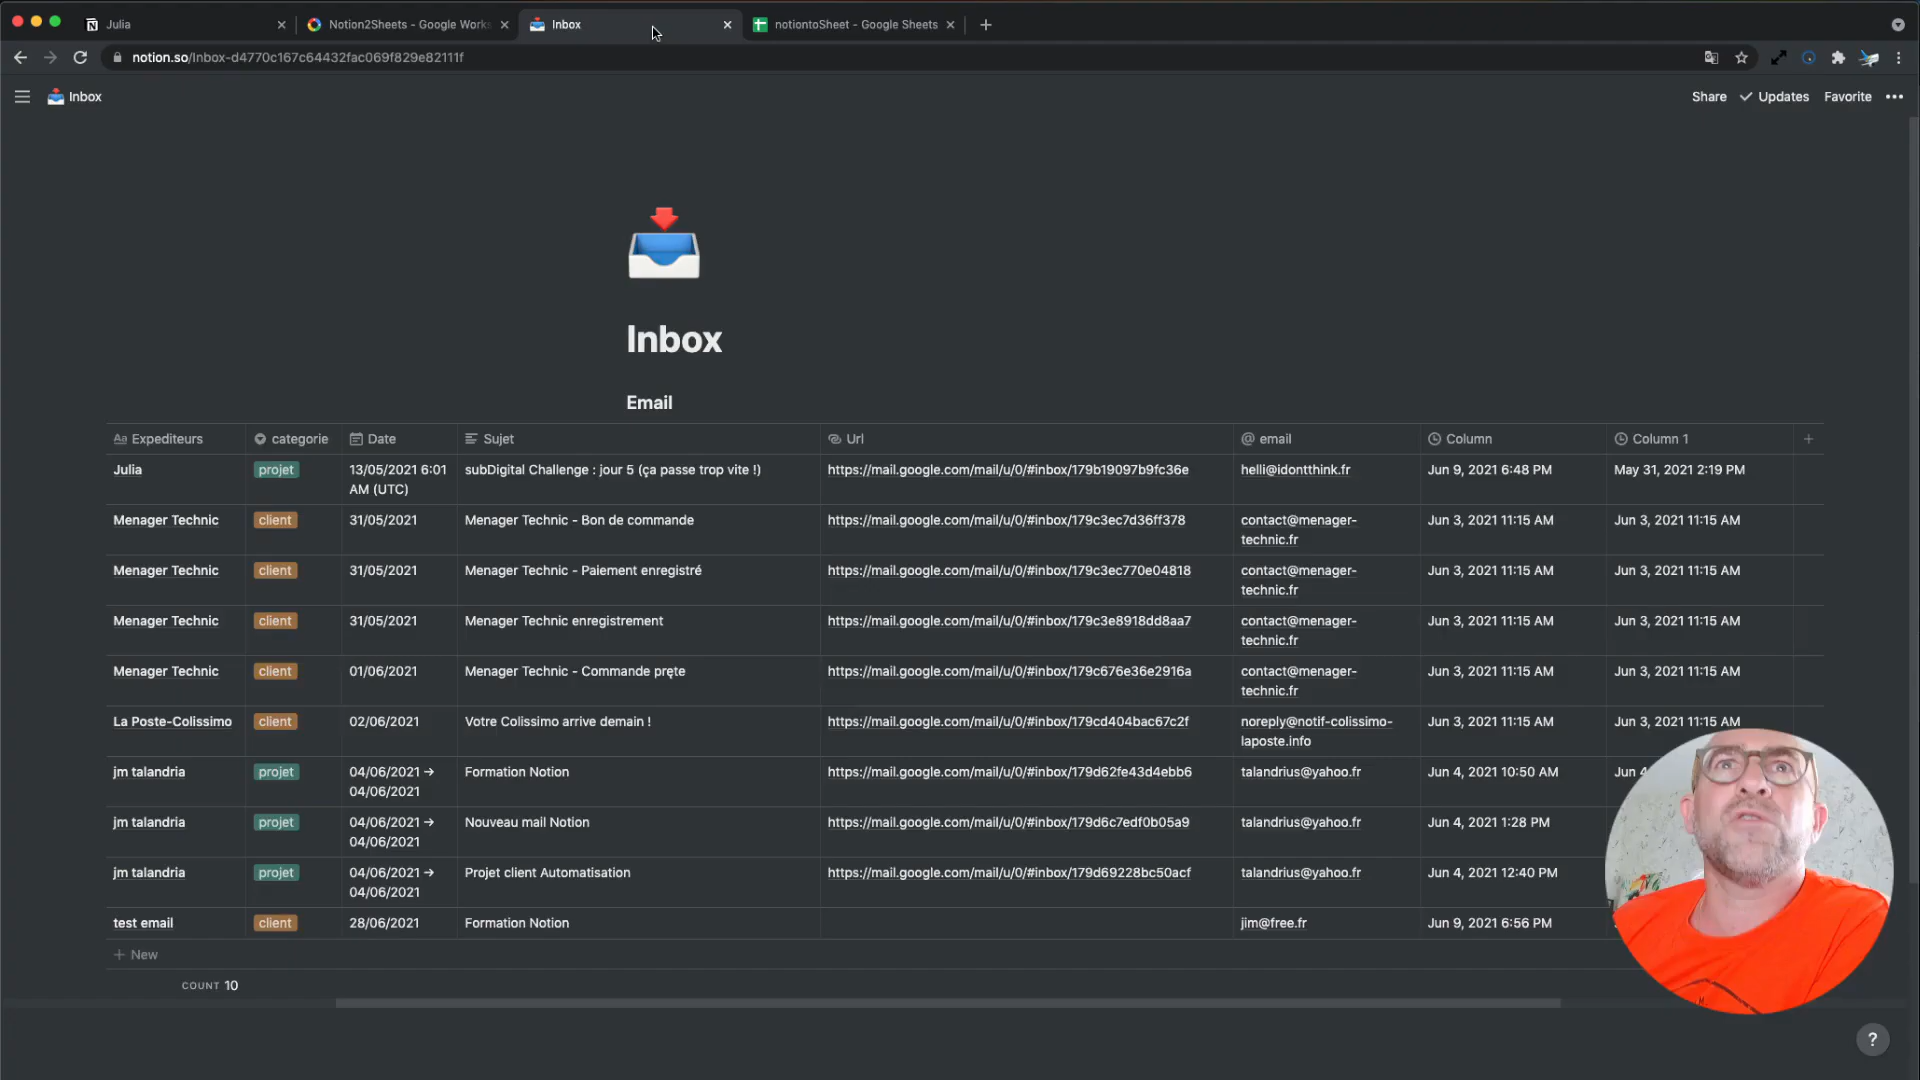 Julia
Notion2Sheets - Google Works
Inbox
notiontoSheet - Google Sheets
notion.so/Inbox-d4770c167c64432fac069f829e82111f
Inbox
Share
Updates
Favorite
Inbox
Email
Aa Expediteurs categorie Date Sujet Url @ email Column Column 1
Julia projet 13/05/2021 6:01 subDigital Challenge : jour 5 (ça passe trop vite !) https://mail.google.com/mail/u/0/#inbox/179b19097b9fc36e helli@idontthink.fr Jun 9, 2021 6:48 PM May 31, 2021 2:19 PM
AM (UTC)
Menager Technic client 31/05/2021 Menager Technic - Bon de commande https://mail.google.com/mail/u/0/#inbox/179c3ec7d36ff378 contact@menager- Jun 3, 2021 11:15 AM Jun 3, 2021 11:15 AM
technic.fr
Menager Technic client 31/05/2021 Menager Technic - Paiement enregistré https://mail.google.com/mail/u/0/#inbox/179c3ec770e04818 contact@menager- Jun 3, 2021 11:15 AM Jun 3, 2021 11:15 AM
technic.fr
Menager Technic client 31/05/2021 Menager Technic enregistrement https://mail.google.com/mail/u/0/#inbox/179c3e8918dd8aa7 contact@menager- Jun 3, 2021 11:15 AM Jun 3, 2021 11:15 AM
technic.fr
Menager Technic client 01/06/2021 Menager Technic - Commande pręte https://mail.google.com/mail/u/0/#inbox/179c676e36e2916a contact@menager- Jun 3, 2021 11:15 AM Jun 3, 2021 11:15 AM
technic.fr
La Poste-Colissimo client 02/06/2021 Votre Colissimo arrive demain ! https://mail.google.com/mail/u/0/#inbox/179cd404bac67c2f noreply@notif-colissimo- Jun 3, 2021 11:15 AM Jun 3, 2021 11:15 AM
laposte.info
jm talandria projet 04/06/2021 → Formation Notion https://mail.google.com/mail/u/0/#inbox/179d62fe43d4ebb6 talandrius@yahoo.fr Jun 4, 2021 10:50 AM Jun 4
04/06/2021
jm talandria projet 04/06/2021 → Nouveau mail Notion https://mail.google.com/mail/u/0/#inbox/179d6c7edf0b05a9 talandrius@yahoo.fr Jun 4, 2021 1:28 PM
04/06/2021
jm talandria projet 04/06/2021 → Projet client Automatisation https://mail.google.com/mail/u/0/#inbox/179d69228bc50acf talandrius@yahoo.fr Jun 4, 2021 12:40 PM
04/06/2021
test email client 28/06/2021 Formation Notion jim@free.fr Jun 9, 2021 6:56 PM
+ New
COUNT 10
?